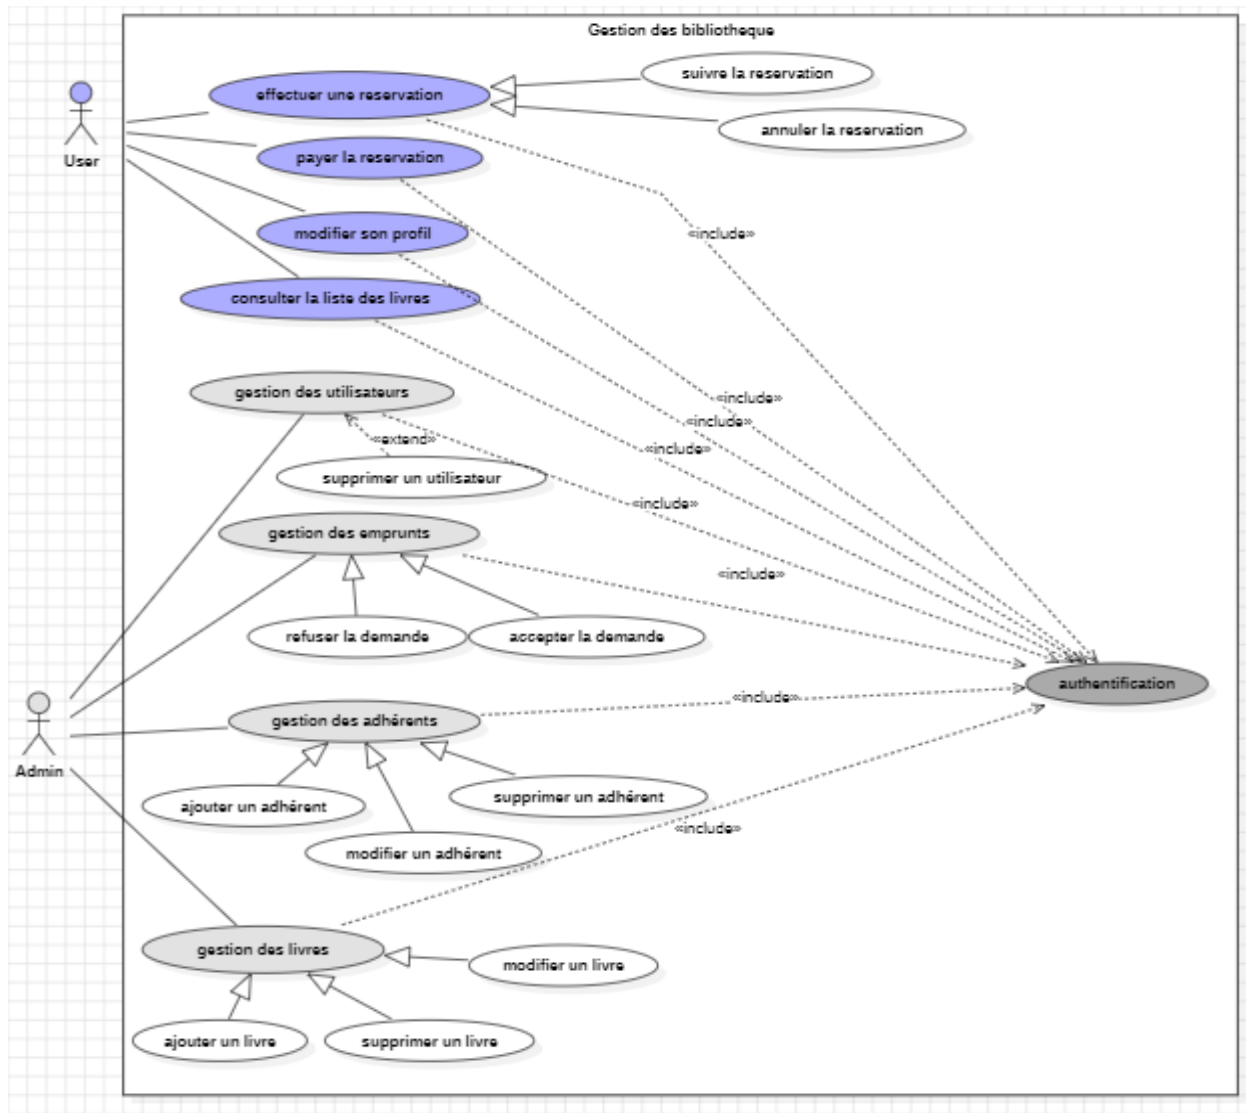 Gestion des bibliotheque
suivre la reservation
effectuer une reservation
annuler la reservation
User
payer la reservation
modifier son profil
«include»
consulter la liste des livres
gestion des utilisateurs
«include»
«include»
«extend»
«include»
supprimer un utilisateur
«include»
gestion des emprunts
«include»
refuser la demande
accepter la demande
authentification
«include»
gestion des adhérents
Admin
supprimer un adhérent
ajouter un adhérent
«include»
modifier un adhérent
gestion des livres
modifier un livre
ajouter un livre
supprimer un livre